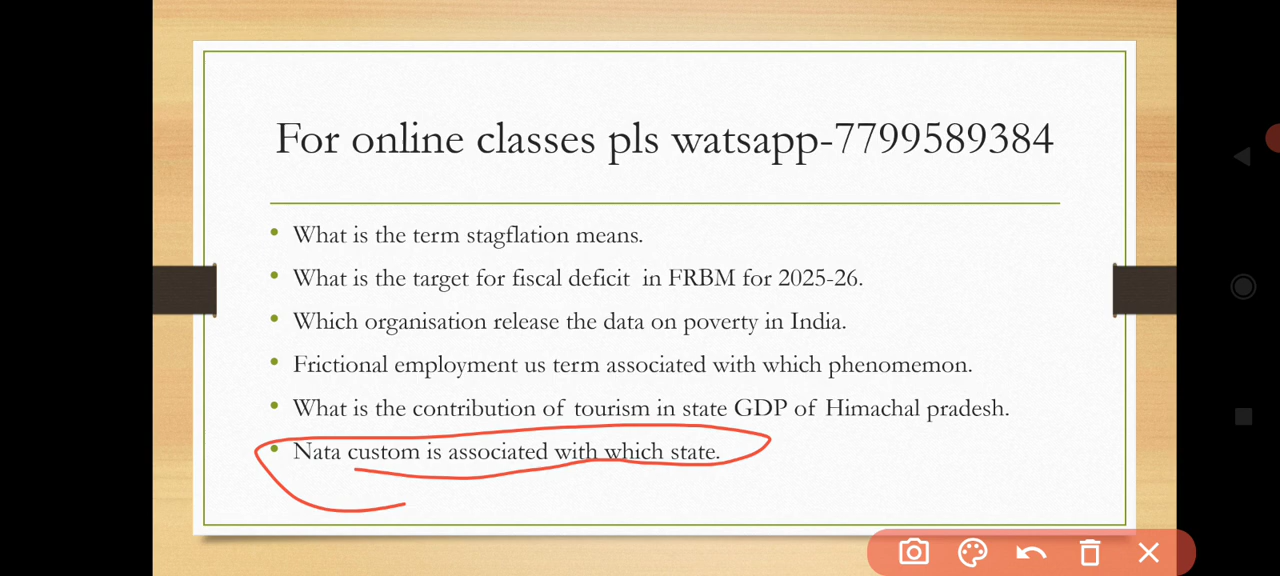 For online classes pls watsapp-7799589384
What is the term stagflation means.
What is the target for fiscal deficit in FRBM for 2025-26.
Which organisation release the data on poverty in India.
Frictional employment us term associated with which phenomemon.
What is the contribution of tourism in state GDP of Himachal pradesh.
Nata custom is associated with which state.